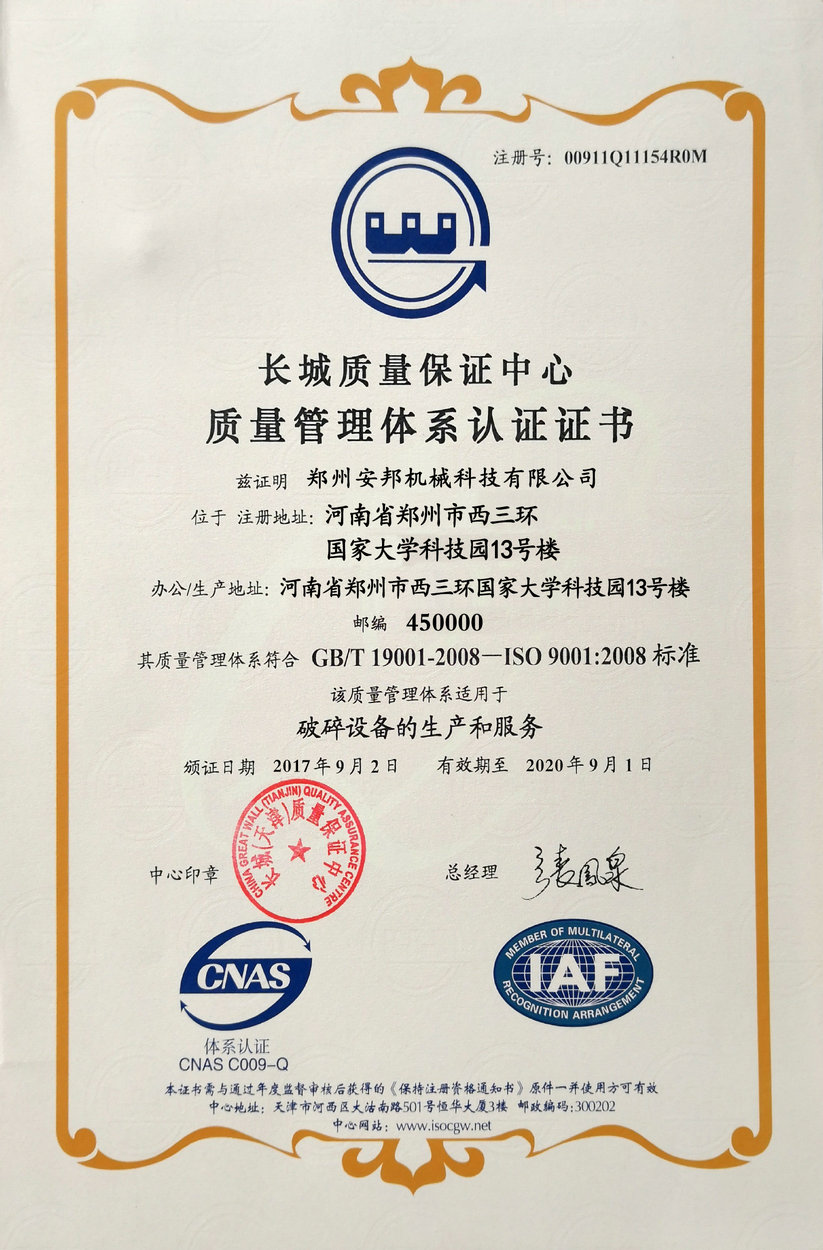 注册号：00911Q11154R0M
长城质量保证中心
质量管理体系认证证书
兹证明 郑州安邦机械科技有限公司
位于 注册地址：河南省郑州市西三环
国家大学科技园13号楼
办公/生产地址：河南省郑州市西三环国家大学科技园13号楼
邮编 450000
其质量管理体系符合 GB/T 19001-2008—ISO 9001:2008 标准
该质量管理体系适用于
破碎设备的生产和服务
颁证日期 2017年9月2日 有效期至 2020年9月1日
CHINA GREAT WALL (TIANJIN) QUALITY ASSURANCE CENTRE
长城(天津)质量保证中心
中心印章
总经理 张凤泉
CNAS
体系认证
CNAS C009-Q
MEMBER OF MULTILATERAL
IAF
RECOGNITION ARRANGEMENT
本证书需与通过年度监督审核后获得的《保持注册资格通知书》原件一并使用方可有效
中心地址：天津市河西区大沽南路501号恒华大厦3楼 邮政编码:300202
中心网站：www.isocgw.net